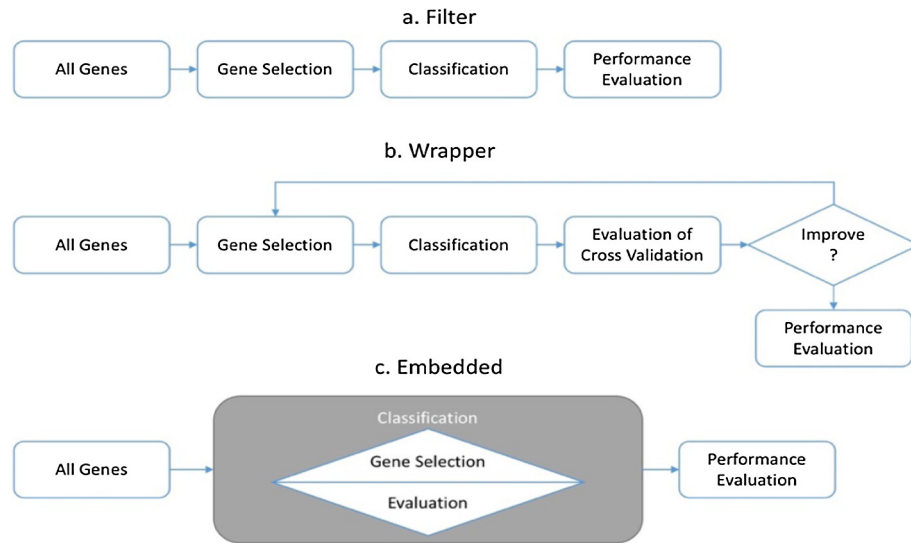 a. Filter
All Genes
Gene Selection
Classification
Performance
Evaluation
b. Wrapper
All Genes
Gene Selection
Classification
Evaluation of
Cross Validation
Improve
?
Performance
Evaluation
c. Embedded
All Genes
Classification
Gene Selection
Evaluation
Performance
Evaluation